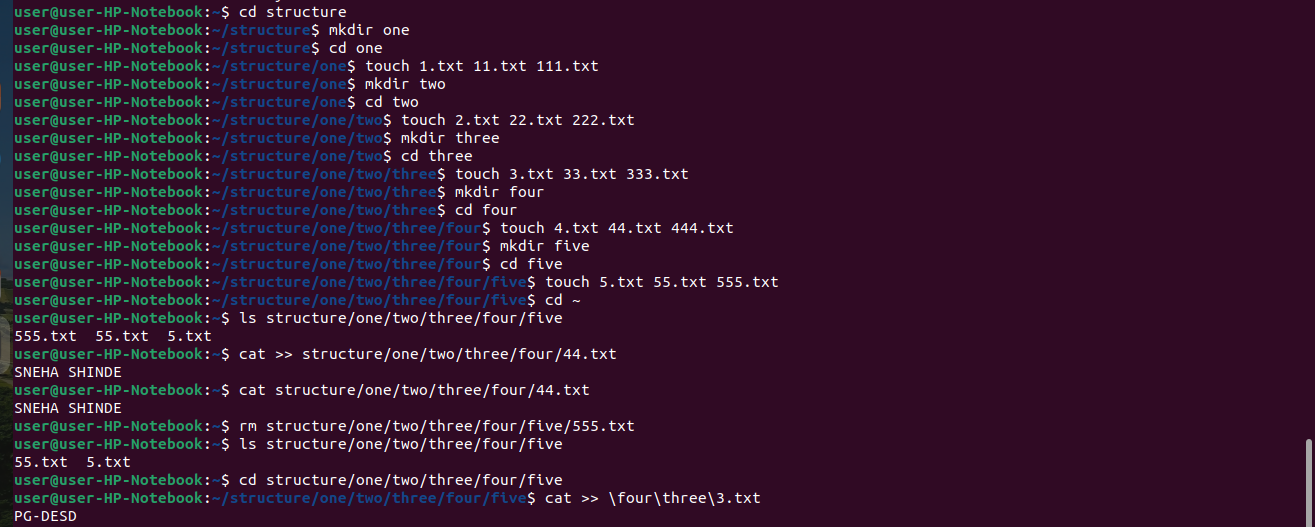 user@user-HP-Notebook:~$ cd structure
user@user-HP-Notebook:~/structure$ mkdir one
user@user-HP-Notebook:~/structure$ cd one
user@user-HP-Notebook:~/structure/one$ touch 1.txt 11.txt 111.txt
user@user-HP-Notebook:~/structure/one$ mkdir two
user@user-HP-Notebook:~/structure/one$ cd two
user@user-HP-Notebook:~/structure/one/two$ touch 2.txt 22.txt 222.txt
user@user-HP-Notebook:~/structure/one/two$ mkdir three
user@user-HP-Notebook:~/structure/one/two$ cd three
user@user-HP-Notebook:~/structure/one/two/three$ touch 3.txt 33.txt 333.txt
user@user-HP-Notebook:~/structure/one/two/three$ mkdir four
user@user-HP-Notebook:~/structure/one/two/three$ cd four
user@user-HP-Notebook:~/structure/one/two/three/four$ touch 4.txt 44.txt 444.txt
user@user-HP-Notebook:~/structure/one/two/three/four$ mkdir five
user@user-HP-Notebook:~/structure/one/two/three/four$ cd five
user@user-HP-Notebook:~/structure/one/two/three/four/five$ touch 5.txt 55.txt 555.txt
user@user-HP-Notebook:~/structure/one/two/three/four/five$ cd ~
user@user-HP-Notebook:~$ ls structure/one/two/three/four/five
555.txt  55.txt  5.txt
user@user-HP-Notebook:~$ cat >> structure/one/two/three/four/44.txt
SNEHA SHINDE
user@user-HP-Notebook:~$ cat structure/one/two/three/four/44.txt
SNEHA SHINDE
user@user-HP-Notebook:~$ rm structure/one/two/three/four/five/555.txt
user@user-HP-Notebook:~$ ls structure/one/two/three/four/five
55.txt  5.txt
user@user-HP-Notebook:~$ cd structure/one/two/three/four/five
user@user-HP-Notebook:~/structure/one/two/three/four/five$ cat >> \four\three\3.txt
PG-DESD